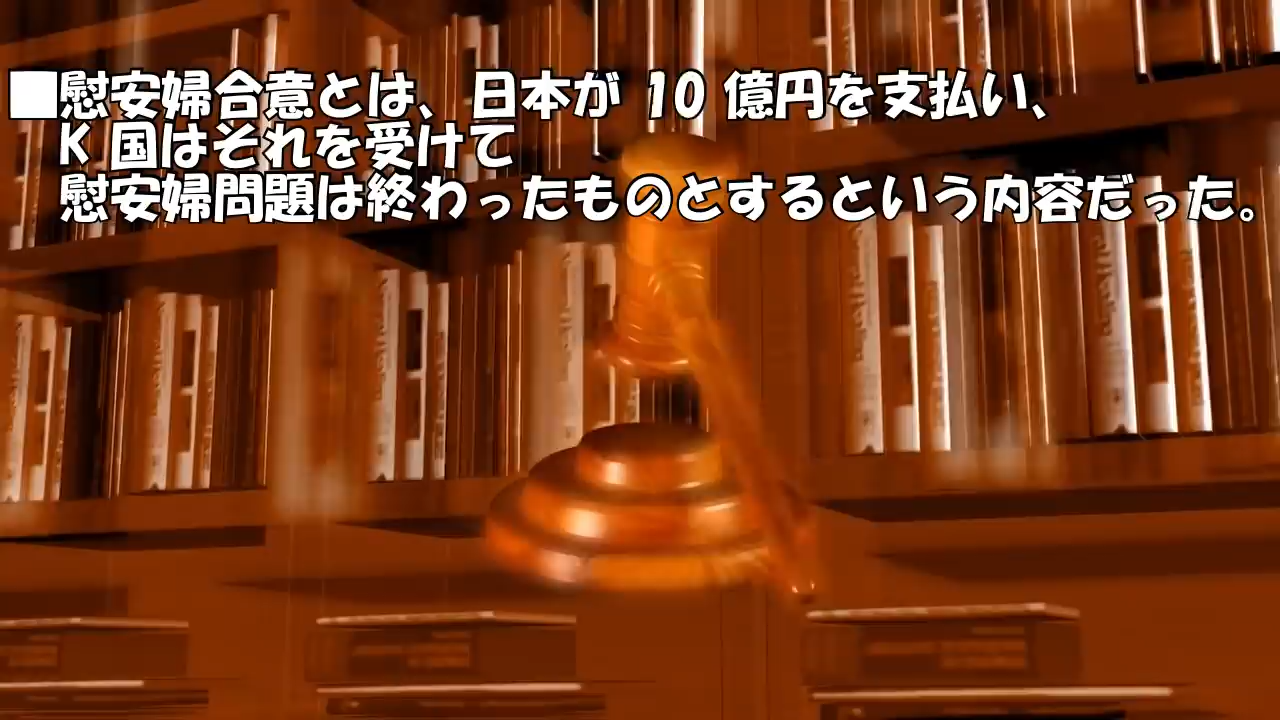 ■慰安婦合意とは、日本が 10 億円を支払い、
K 国はそれを受けて
慰安婦問題は終わったものとするという内容だった。